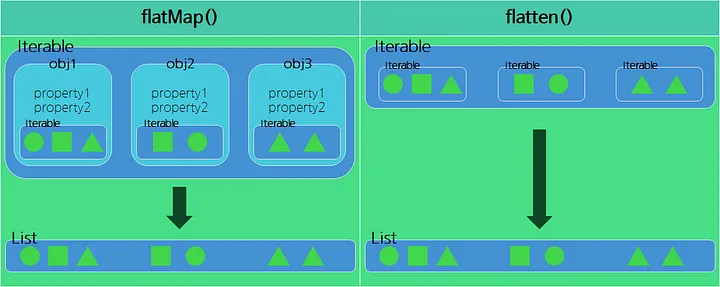 flatMap()
Iterable
obj1
obj2
obj3
property1
property2
property1
property2
property1
property2
Iterable
Iterable
Iterable
List
flatten()
Iterable
Iterable
Iterable
Iterable
List